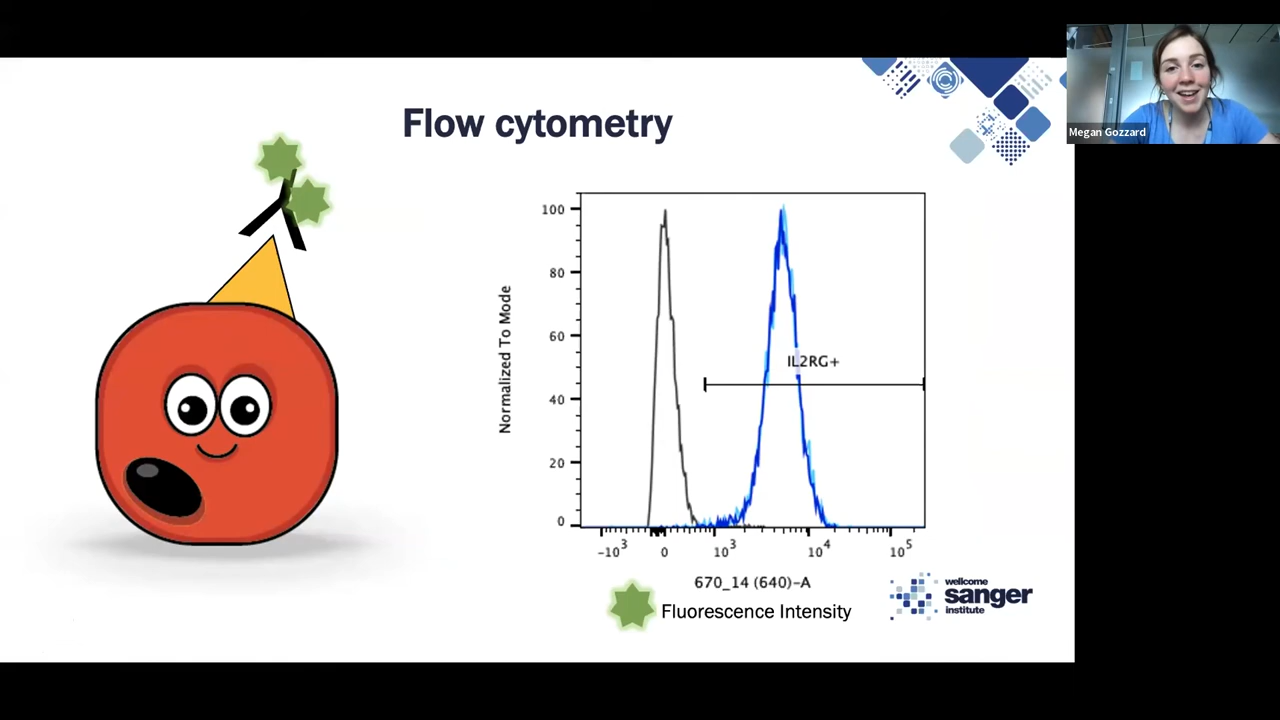 Flow cytometry
Megan Gozzard
100
80
60
40
20
0
Normalized To Mode
IL2RG+
-10³ 0 10³ 10⁴ 10⁵
670_14 (640)-A
Fluorescence Intensity
wellcome
sanger
institute